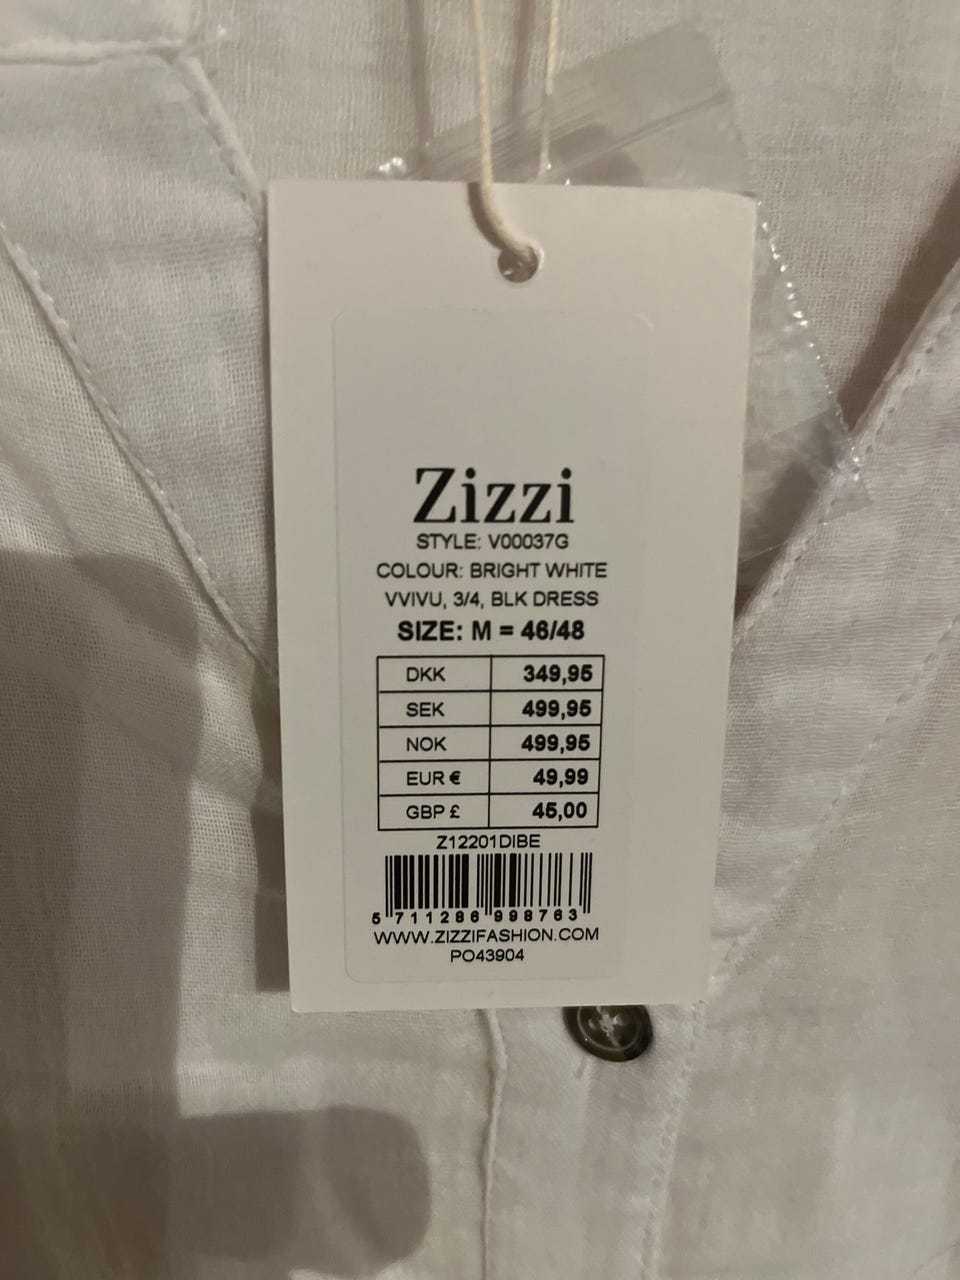 Zizzi
STYLE: V00037G
COLOUR: BRIGHT WHITE
VVIVU, 3/4, BLK DRESS
SIZE: M = 46/48
DKK 349,95
SEK 499,95
NOK 499,95
EUR € 49,99
GBP £ 45,00
Z12201DIBE
5 711286 998763
WWW.ZIZZIFASHION.COM
PO43904